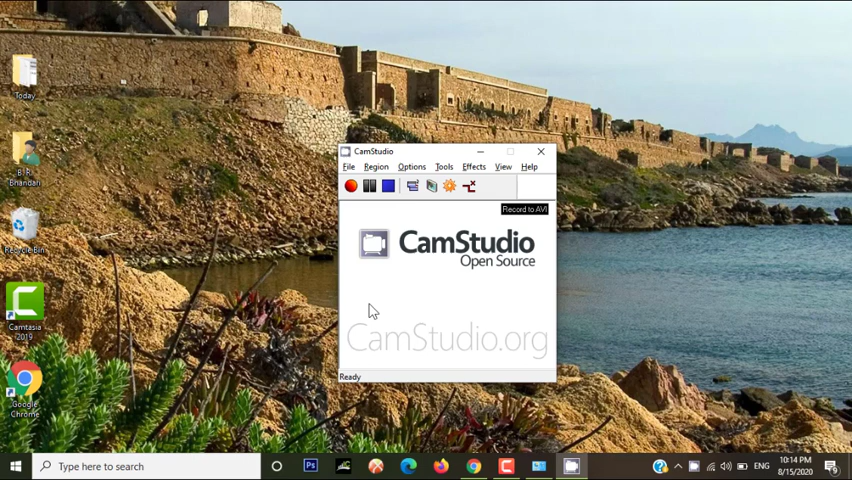 Today
B. R.
Bhandari
Recycle Bin
Camtasia
2019
Google
Chrome
CamStudio
File Region Options Tools Effects View Help
Record to AVI
CamStudio
Open Source
CamStudio.org
Ready
Type here to search
Ps
ENG
10:14 PM
8/15/2020